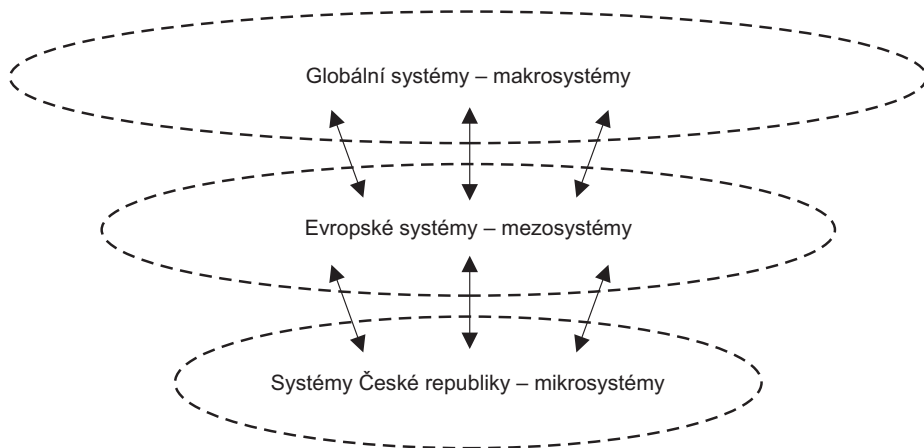 Globální systémy – makrosystémy
Evropské systémy – mezosystémy
Systémy České republiky – mikrosystémy